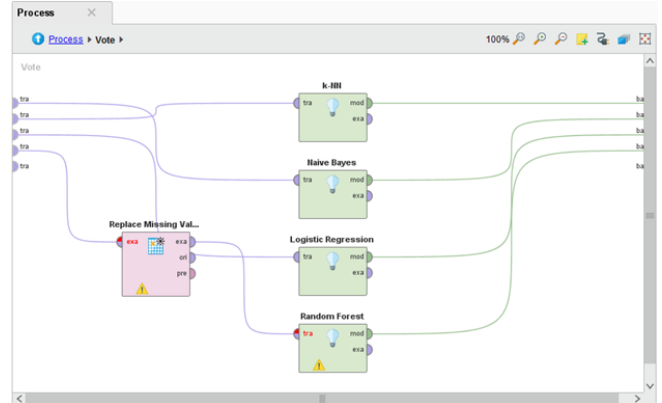 Process
Process ▸ Vote ▸
100%
Vote
k-NN
tra mod
exa
Naive Bayes
tra mod
exa
Replace Missing Val...
exa exa
ori
pre
Logistic Regression
tra mod
exa
Random Forest
tra mod
exa
tra
tra
tra
tra
tra
ba
ba
ba
ba
ba